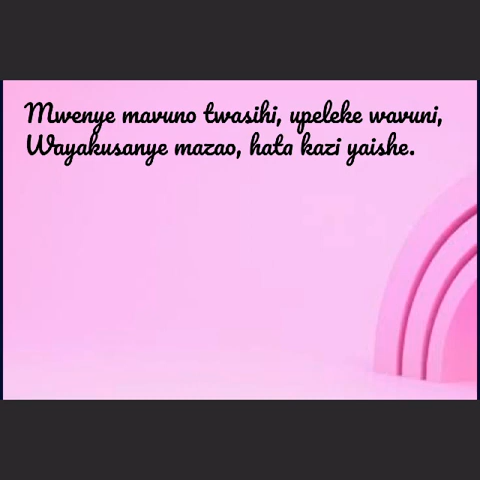 Mwenye mavuno twasihi, upeleke wavuni,
Wayakusanye mazao, hata kazi yaishe.